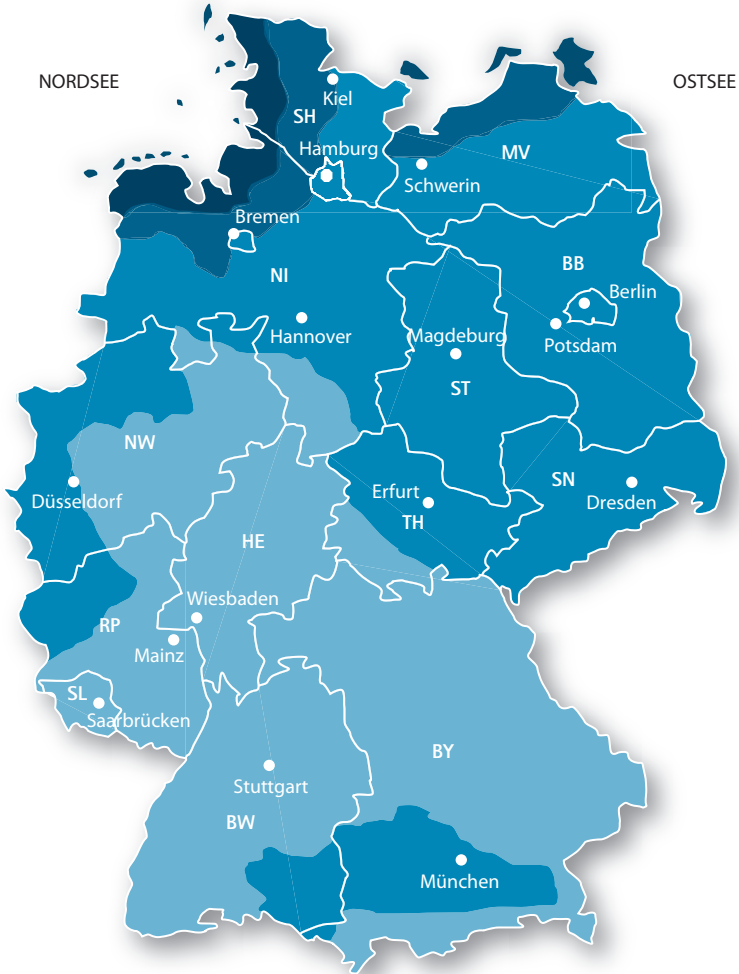 NORDSEE
OSTSEE
Kiel
SH
Hamburg
MV
Schwerin
Bremen
NI
BB
Berlin
Hannover
Magdeburg
Potsdam
ST
NW
Düsseldorf
Erfurt
SN
Dresden
TH
HE
Wiesbaden
RP
Mainz
SL
Saarbrücken
BY
Stuttgart
BW
München